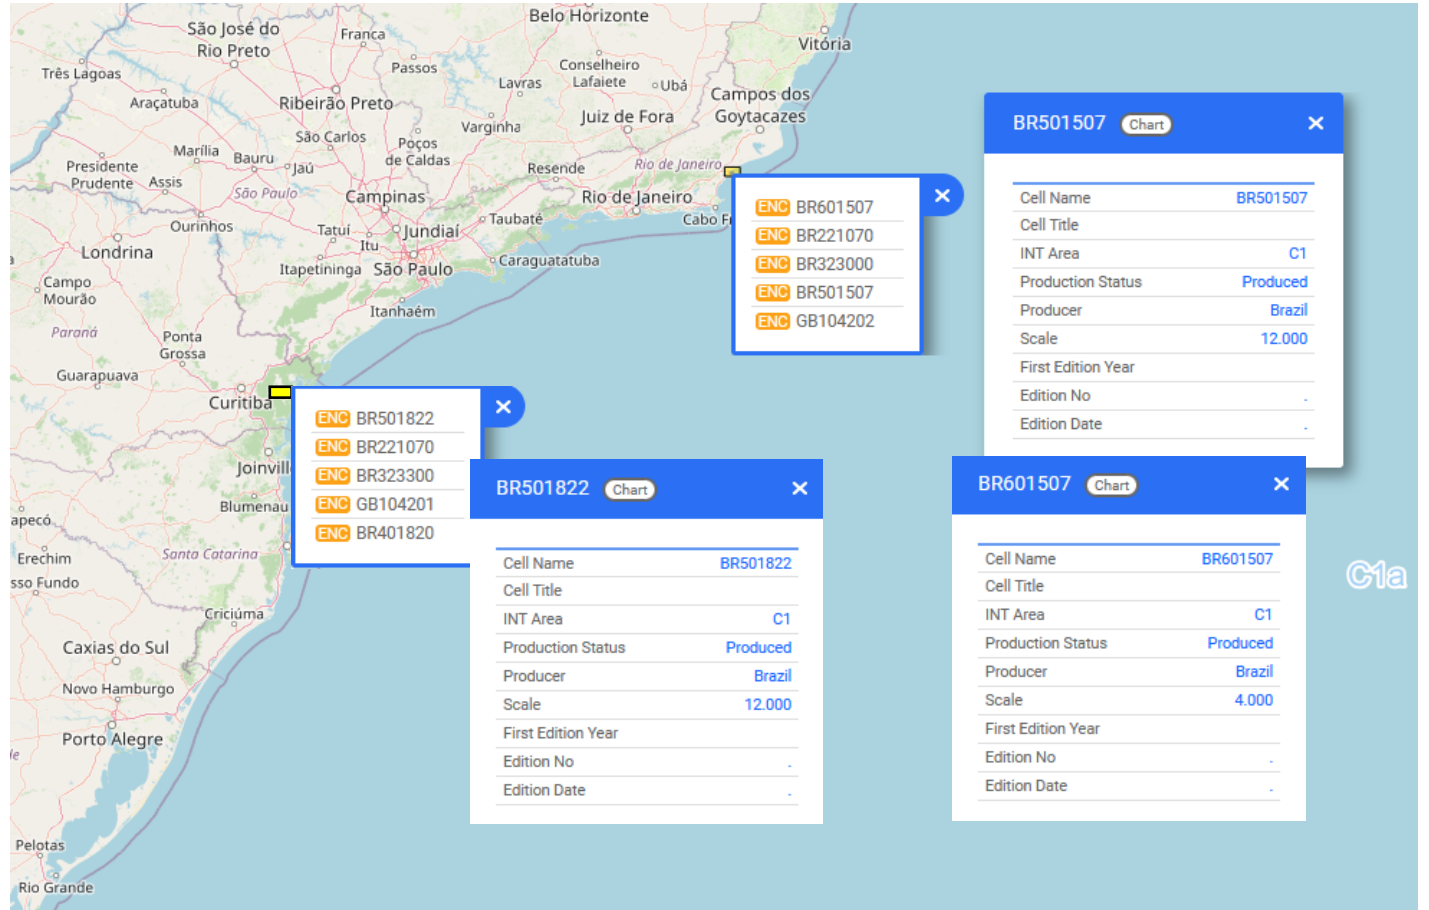 Belo Horizonte
São José do
Rio Preto
Franca
Vitória
Três Lagoas
Passos
Conselheiro
Lafaiete
Lavras
Ubá
Araçatuba
Ribeirão Preto
Campos dos
Goytacazes
Varginha
Juiz de Fora
São Carlos
Poços
de Caldas
Marília
Bauru
Jaú
Presidente
Prudente
Assis
Resende
Rio de Janeiro
São Paulo
Campinas
Rio de Janeiro
Taubaté
Cabo F
Ourinhos
Tatuí
Jundiaí
Itu
Londrina
Itapetininga
São Paulo
Caraguatatuba
Campo
Mourão
Itanhaém
Paraná
Ponta
Grossa
Guarapuava
Curitiba
Joinvill
Blumenau
apecó
Erechim
Santa Catarina
sso Fundo
Criciúma
Caxias do Sul
Novo Hamburgo
Porto Alegre
le
Pelotas
Rio Grande
C1a
ENC BR601507
ENC BR221070
ENC BR323000
ENC BR501507
ENC GB104202
ENC BR501822
ENC BR221070
ENC BR323300
ENC GB104201
ENC BR401820
BR501507 Chart
Cell Name BR501507
Cell Title
INT Area C1
Production Status Produced
Producer Brazil
Scale 12.000
First Edition Year
Edition No .
Edition Date .
BR501822 Chart
Cell Name BR501822
Cell Title
INT Area C1
Production Status Produced
Producer Brazil
Scale 12.000
First Edition Year
Edition No .
Edition Date .
BR601507 Chart
Cell Name BR601507
Cell Title
INT Area C1
Production Status Produced
Producer Brazil
Scale 4.000
First Edition Year
Edition No .
Edition Date .